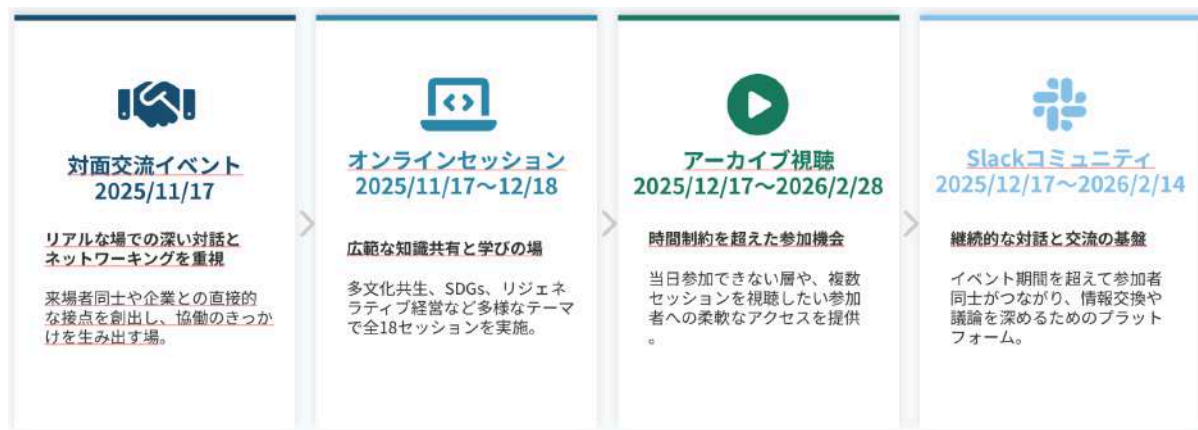 対面交流イベント
2025/11/17
リアルな場での深い対話と
ネットワーキングを重視
来場者同士や企業との直接的
な接点を創出し、協働のきっか
けを生み出す場。
オンラインセッション
2025/11/17～12/18
広範な知識共有と学びの場
多文化共生、SDGs、リジェネ
ラティブ経営など多様なテーマ
で全18セッションを実施。
アーカイブ視聴
2025/12/17～2026/2/28
時間制約を超えた参加機会
当日参加できない層や、複数
セッションを視聴したい参加
者への柔軟なアクセスを提供
。
Slackコミュニティ
2025/12/17～2026/2/14
継続的な対話と交流の基盤
イベント期間を超えて参加者
同士がつながり、情報交換や
議論を深めるためのプラット
フォーム。